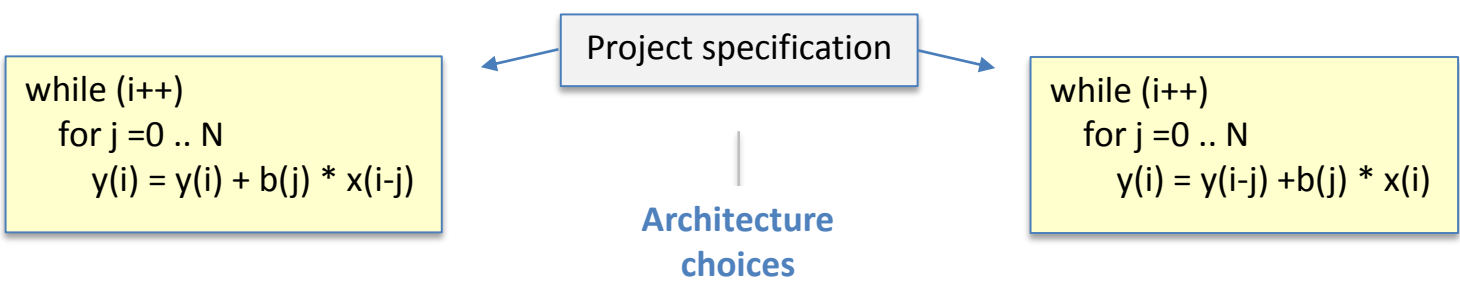 Project specification
while (i++)
for j =0 .. N
y(i) = y(i) + b(j) * x(i-j)
while (i++)
for j =0 .. N
y(i) = y(i-j) +b(j) * x(i)
Architecture
choices